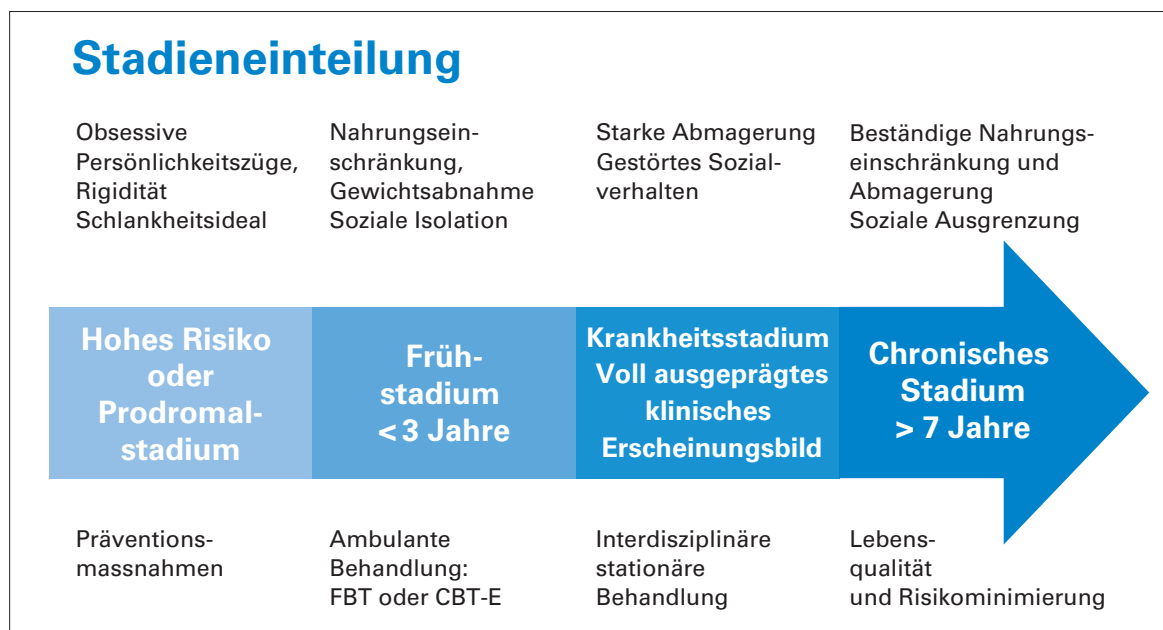 Stadieneinteilung
Obsessive
Persönlichkeitszüge,
Rigidität
Schlankheitsideal
Nahrungsein-
schränkung,
Gewichtsabnahme
Soziale Isolation
Starke Abmagerung
Gestörtes Sozial-
verhalten
Beständige Nahrungs-
einschränkung und
Abmagerung
Soziale Ausgrenzung
Hohes Risiko
oder
Prodromal-
stadium
Früh-
stadium
< 3 Jahre
Krankheitsstadium
Voll ausgeprägtes
klinisches
Erscheinungsbild
Chronisches
Stadium
> 7 Jahre
Präventions-
massnahmen
Ambulante
Behandlung:
FBT oder CBT-E
Interdisziplinäre
stationäre
Behandlung
Lebens-
qualität
und Risikominimierung